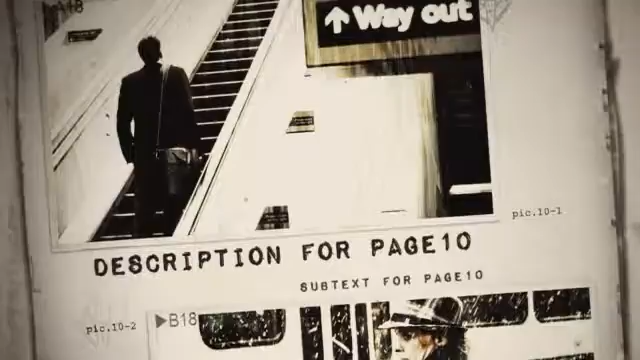 ↑ Way out
pic.10-1
DESCRIPTION FOR PAGE10
SUBTEXT FOR PAGE10
pic.10-2
▶B18